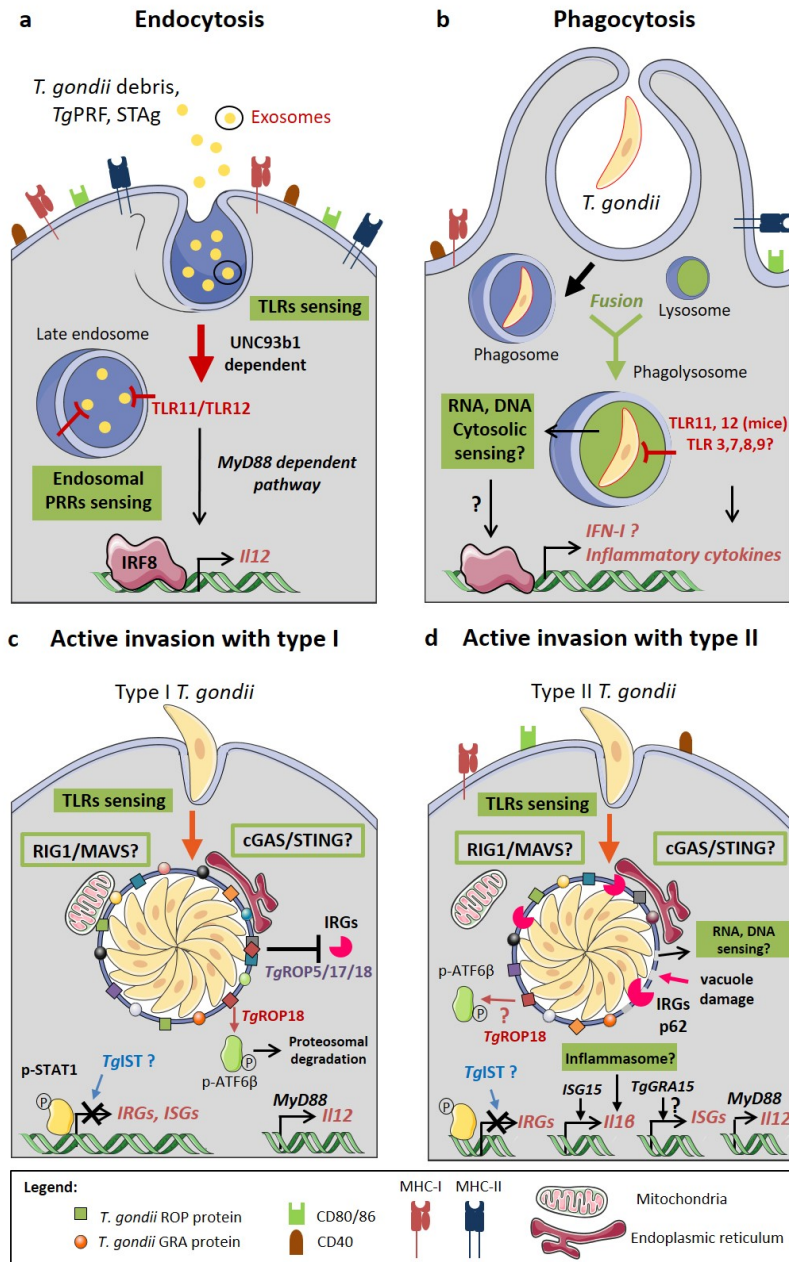 a Endocytosis
T. gondii debris,
TgPRF, STAg
Exosomes
TLRs sensing
Late endosome
UNC93b1
dependent
TLR11/TLR12
Endosomal
PRRs sensing
MyD88 dependent
pathway
IRF8
Il12
b Phagocytosis
T. gondii
Fusion
Lysosome
Phagosome
Phagolysosome
RNA, DNA
Cytosolic
sensing?
TLR11, 12 (mice)
TLR 3,7,8,9?
?
IFN-I ?
Inflammatory cytokines
c Active invasion with type I
Type I T. gondii
TLRs sensing
RIG1/MAVS?
cGAS/STING?
IRGs
TgROP5/17/18
TgROP18
P
p-ATF6β
Proteosomal
degradation
p-STAT1
TgIST ?
P
IRGs, ISGs
MyD88
Il12
d Active invasion with type II
Type II T. gondii
TLRs sensing
RIG1/MAVS?
cGAS/STING?
RNA, DNA
sensing?
p-ATF6β
P
?
TgROP18
vacuole
damage
IRGs
p62
Inflammasome?
TgIST ?
P
IRGs
ISG15
Il1β
TgGRA15
?
ISGs
MyD88
Il12
Legend:
T. gondii ROP protein
T. gondii GRA protein
CD80/86
CD40
MHC-I
MHC-II
Mitochondria
Endoplasmic reticulum